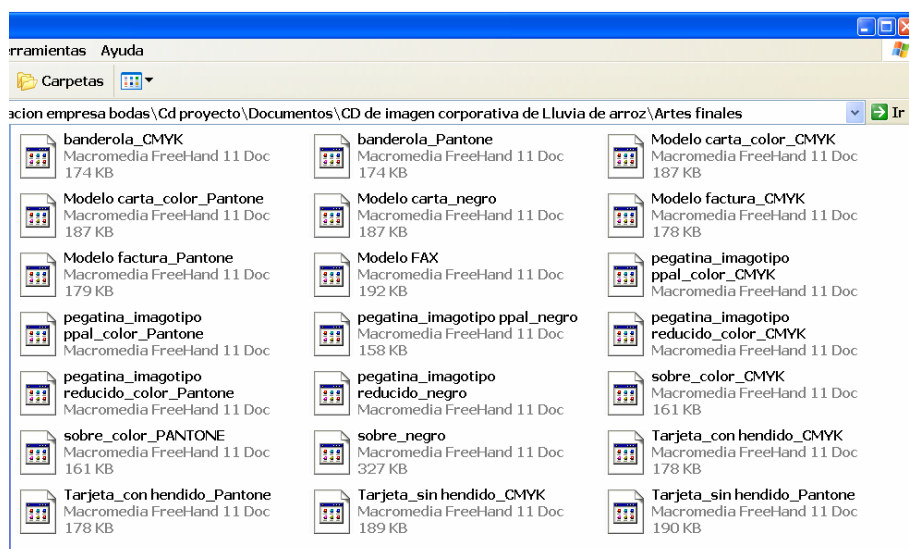 erramientas Ayuda
Carpetas
acion empresa bodas\Cd proyecto\Documentos\CD de imagen corporativa de Lluvia de arroz\Artes finales Ir
banderola_CMYK
Macromedia FreeHand 11 Doc
174 KB
banderola_Pantone
Macromedia FreeHand 11 Doc
174 KB
Modelo carta_color_CMYK
Macromedia FreeHand 11 Doc
187 KB
Modelo carta_color_Pantone
Macromedia FreeHand 11 Doc
187 KB
Modelo carta_negro
Macromedia FreeHand 11 Doc
187 KB
Modelo factura_CMYK
Macromedia FreeHand 11 Doc
178 KB
Modelo factura_Pantone
Macromedia FreeHand 11 Doc
179 KB
Modelo FAX
Macromedia FreeHand 11 Doc
192 KB
pegatina_imagotipo
ppal_color_CMYK
Macromedia FreeHand 11 Doc
pegatina_imagotipo
ppal_color_Pantone
Macromedia FreeHand 11 Doc
pegatina_imagotipo ppal_negro
Macromedia FreeHand 11 Doc
158 KB
pegatina_imagotipo
reducido_color_CMYK
Macromedia FreeHand 11 Doc
pegatina_imagotipo
reducido_color_Pantone
Macromedia FreeHand 11 Doc
pegatina_imagotipo
reducido_negro
Macromedia FreeHand 11 Doc
sobre_color_CMYK
Macromedia FreeHand 11 Doc
161 KB
sobre_color_PANTONE
Macromedia FreeHand 11 Doc
161 KB
sobre_negro
Macromedia FreeHand 11 Doc
327 KB
Tarjeta_con hendido_CMYK
Macromedia FreeHand 11 Doc
178 KB
Tarjeta_con hendido_Pantone
Macromedia FreeHand 11 Doc
178 KB
Tarjeta_sin hendido_CMYK
Macromedia FreeHand 11 Doc
189 KB
Tarjeta_sin hendido_Pantone
Macromedia FreeHand 11 Doc
190 KB